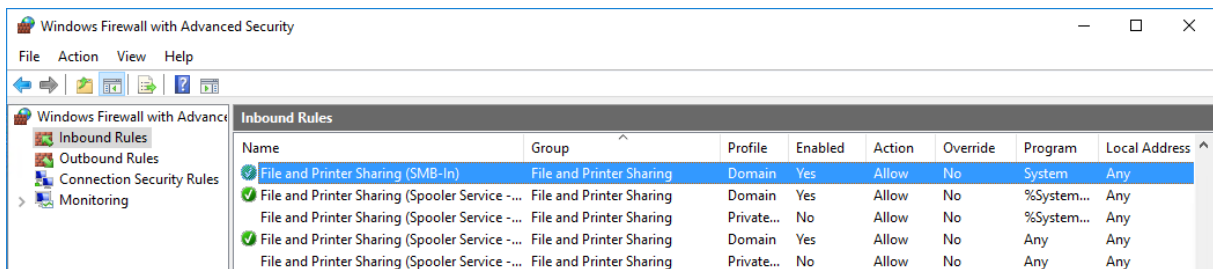 Windows Firewall with Advanced Security
File Action View Help
Windows Firewall with Advance
Inbound Rules
Outbound Rules
Connection Security Rules
Monitoring
Inbound Rules
Name Group Profile Enabled Action Override Program Local Address
File and Printer Sharing (SMB-In) File and Printer Sharing Domain Yes Allow No System Any
File and Printer Sharing (Spooler Service -... File and Printer Sharing Domain Yes Allow No %System... Any
File and Printer Sharing (Spooler Service -... File and Printer Sharing Private... No Allow No %System... Any
File and Printer Sharing (Spooler Service -... File and Printer Sharing Domain Yes Allow No Any Any
File and Printer Sharing (Spooler Service -... File and Printer Sharing Private... No Allow No Any Any